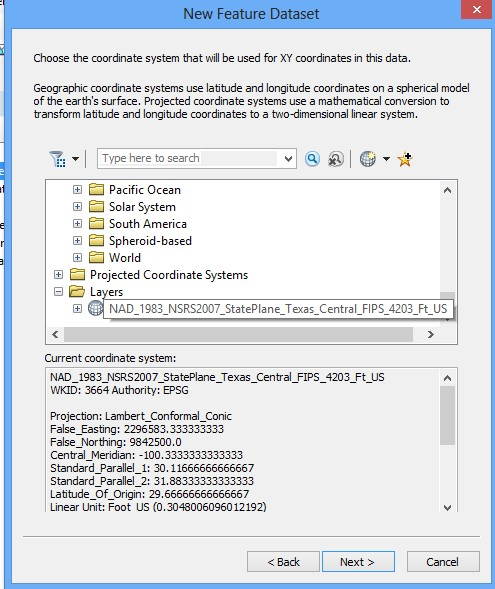 New Feature Dataset
Choose the coordinate system that will be used for XY coordinates in this data.
Geographic coordinate systems use latitude and longitude coordinates on a spherical model
of the earth's surface. Projected coordinate systems use a mathematical conversion to
transform latitude and longitude coordinates to a two-dimensional linear system.
Type here to search
Pacific Ocean
Solar System
South America
Spheroid-based
World
Projected Coordinate Systems
Layers
NAD_1983_NSRS2007_StatePlane_Texas_Central_FIPS_4203_Ft_US
Current coordinate system:
NAD_1983_NSRS2007_StatePlane_Texas_Central_FIPS_4203_Ft_US
WKID: 3664 Authority: EPSG
Projection: Lambert_Conformal_Conic
False_Easting: 2296583.333333333
False_Northing: 9842500.0
Central_Meridian: -100.3333333333333
Standard_Parallel_1: 30.11666666666667
Standard_Parallel_2: 31.88333333333333
Latitude_Of_Origin: 29.66666666666667
Linear Unit: Foot_US (0.3048006096012192)
< Back
Next >
Cancel